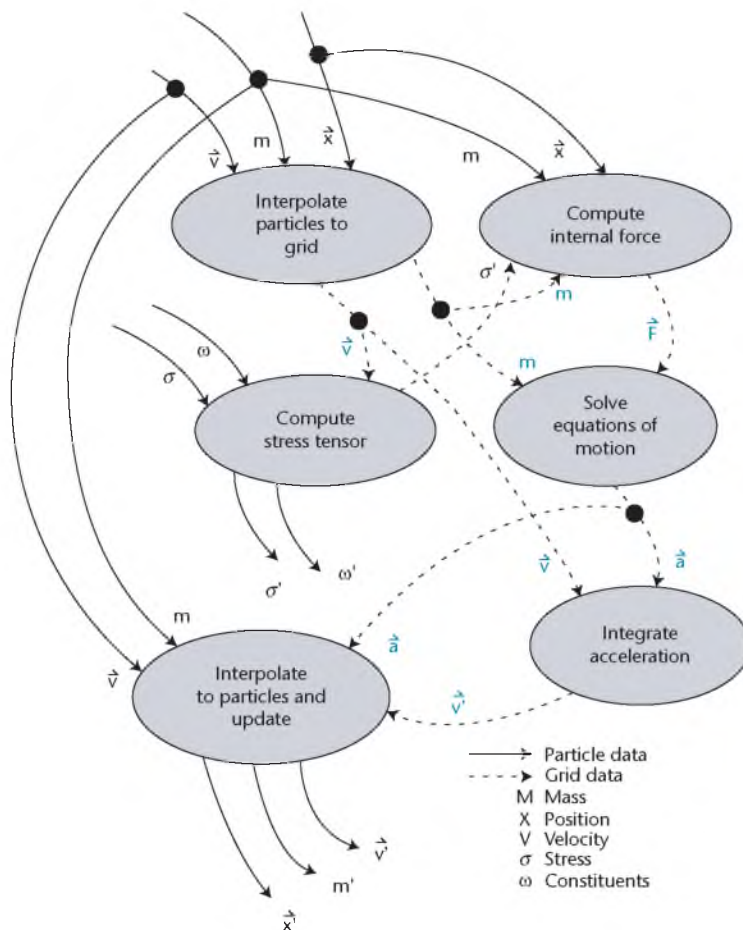 v⃗
m
x⃗
m
x⃗
Interpolate
particles to
grid
Compute
internal force
σ'
m
ω
σ
v⃗
F⃗
m
Compute
stress tensor
Solve
equations of
motion
σ'
ω'
v⃗
a⃗
m
v⃗
a⃗
Interpolate
to particles and
update
Integrate
acceleration
v⃗'
Particle data
Grid data
M Mass
X Position
V Velocity
σ Stress
ω Constituents
v⃗'
m'
x⃗'